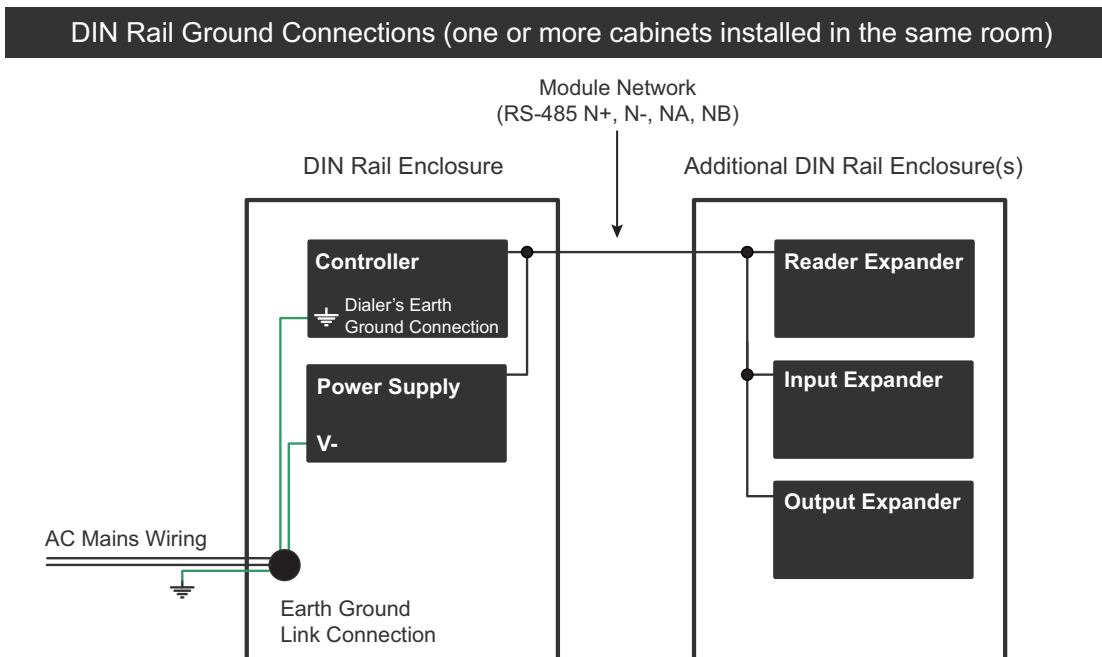 DIN Rail Ground Connections (one or more cabinets installed in the same room)
Module Network
(RS-485 N+, N-, NA, NB)
DIN Rail Enclosure
Additional DIN Rail Enclosure(s)
Controller
Dialer's Earth
Ground Connection
Power Supply
V-
Reader Expander
Input Expander
Output Expander
AC Mains Wiring
Earth Ground
Link Connection